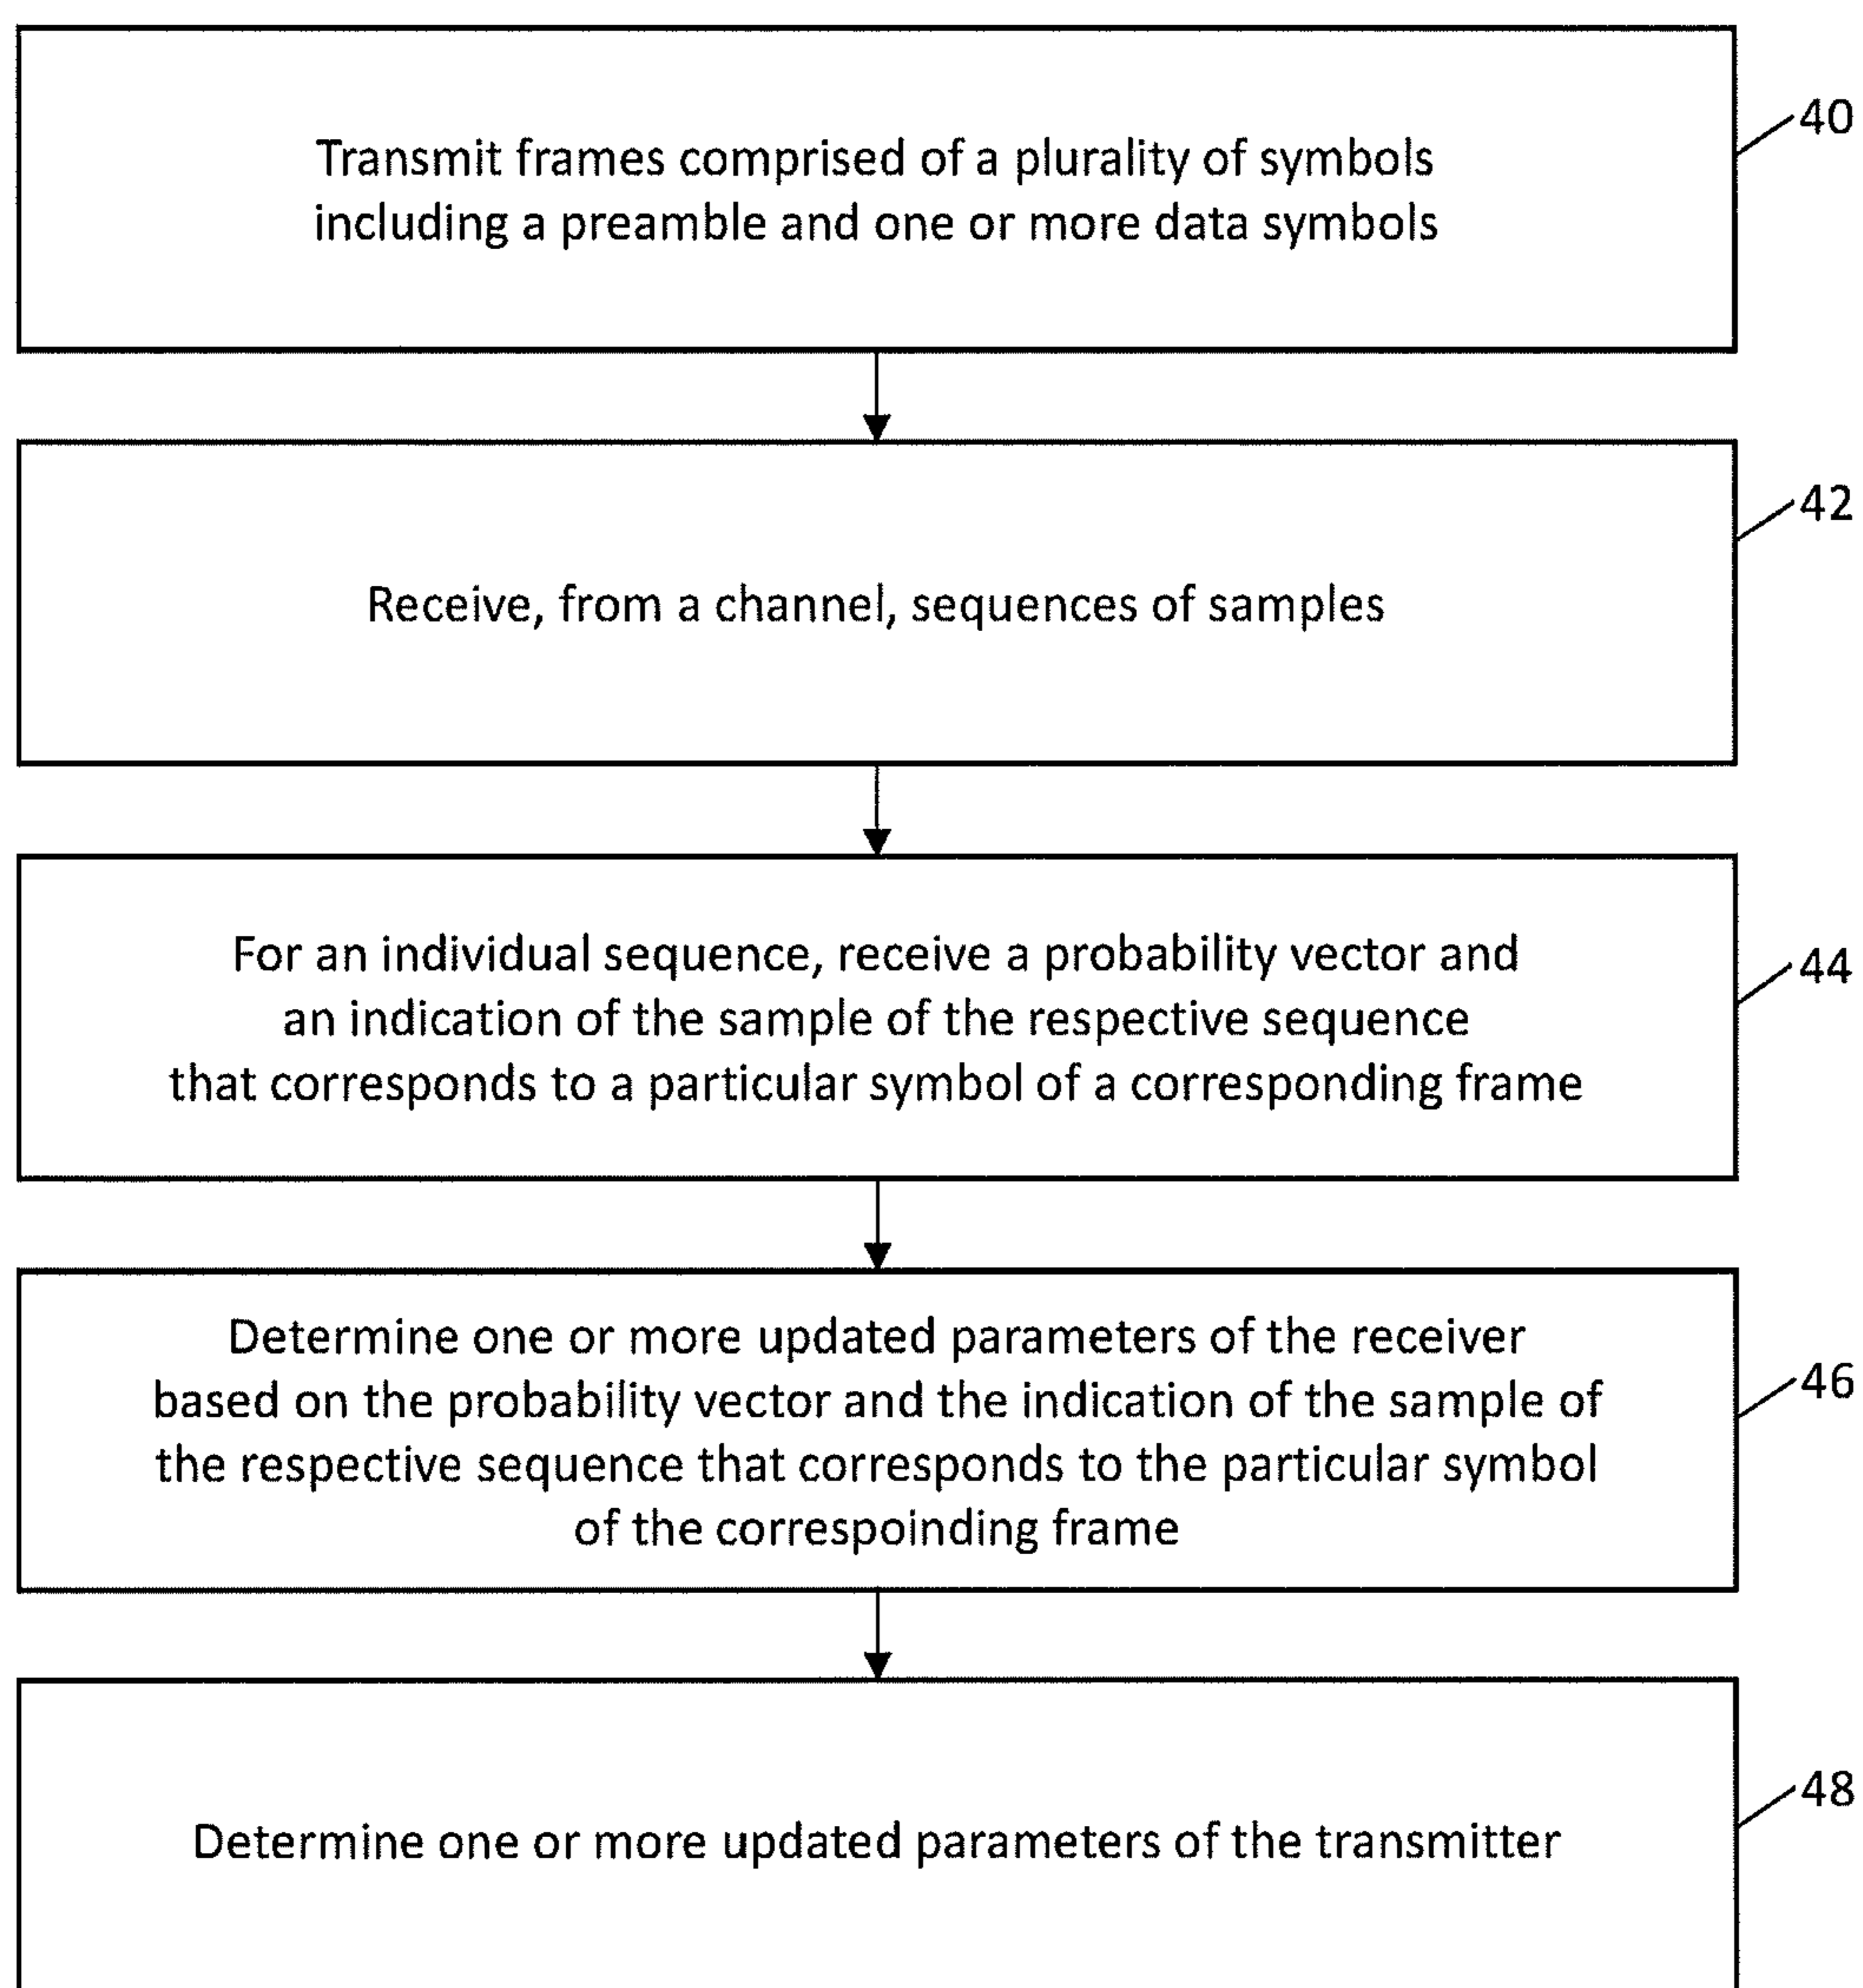 Transmit frames comprised of a plurality of symbols
including a preamble and one or more data symbols
40
Receive, from a channel, sequences of samples
42
For an individual sequence, receive a probability vector and
an indication of the sample of the respective sequence
that corresponds to a particular symbol of a corresponding frame
44
Determine one or more updated parameters of the receiver
based on the probability vector and the indication of the sample of
the respective sequence that corresponds to the particular symbol
of the correspoinding frame
46
Determine one or more updated parameters of the transmitter
48